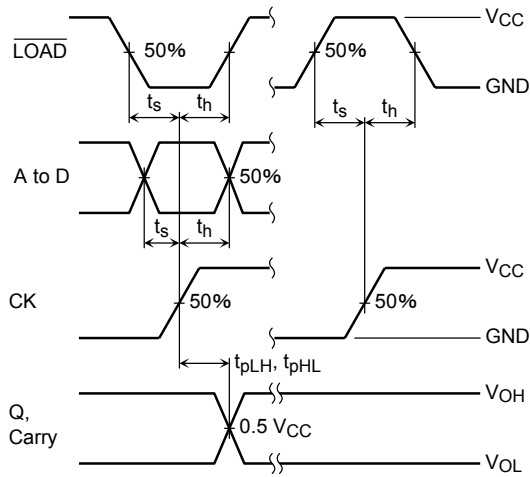 VCC
LOAD
50%
50%
GND
ts
th
ts
th
A to D
50%
ts
th
CK
50%
50%
VCC
GND
tpLH, tpHL
Q,
Carry
0.5 VCC
VOH
VOL